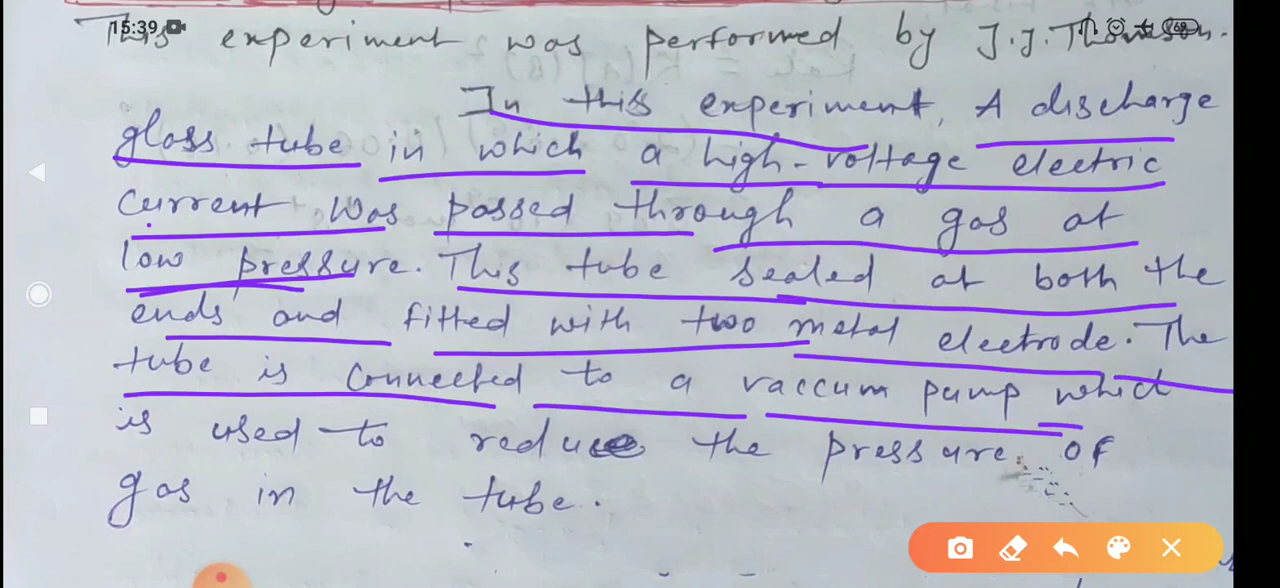 15:39
This experiment was performed by J.J. Thomson.
In this experiment, A discharge
glass tube in which a high-voltage electric
current was passed through a gas at
low pressure. This tube sealed at both the
ends and fitted with two metal electrode. The
tube is connected to a vaccum pump which
is used to reduce the pressure of
gas in the tube.